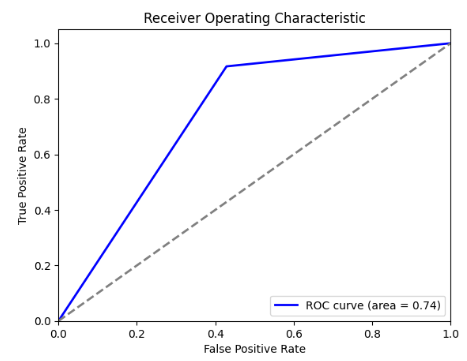 Receiver Operating Characteristic
True Positive Rate
1.0
0.8
0.6
0.4
0.2
0.0
ROC curve (area = 0.74)
0.0 0.2 0.4 0.6 0.8 1.0
False Positive Rate